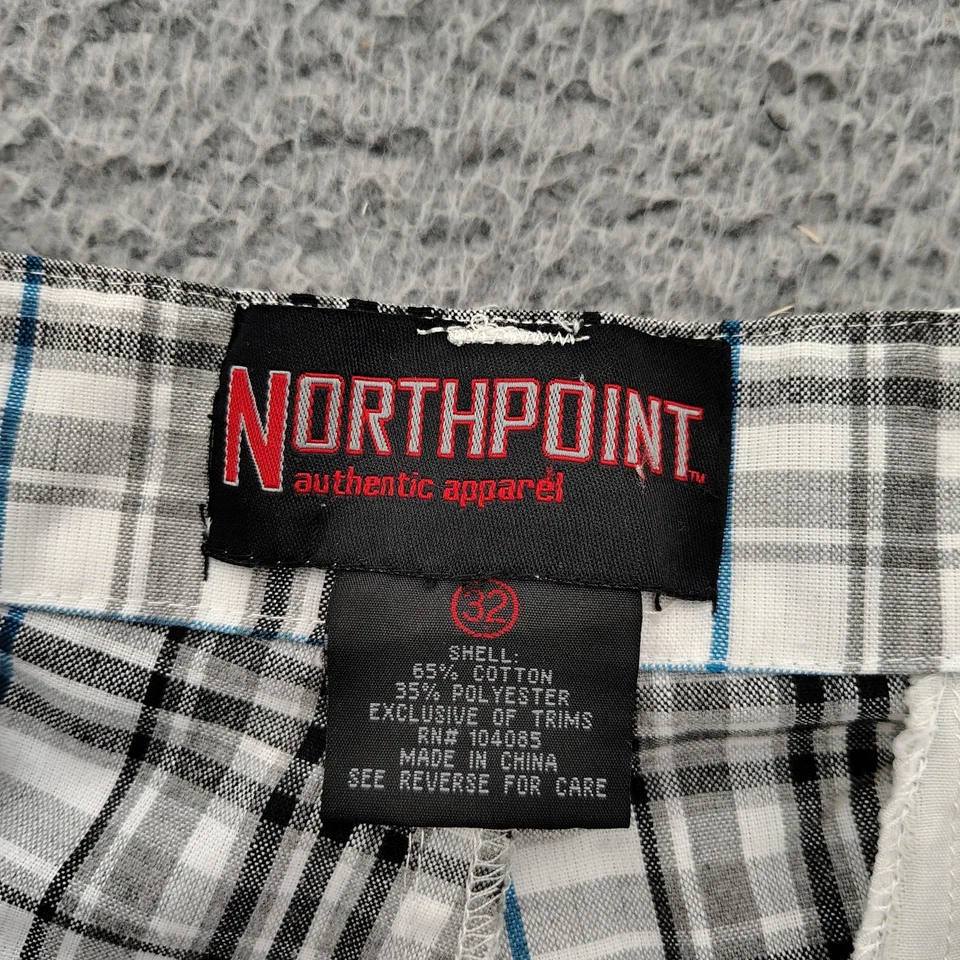 NORTHPOINT™
authentic apparel
32
SHELL:
65% COTTON
35% POLYESTER
EXCLUSIVE OF TRIMS
RN# 104085
MADE IN CHINA
SEE REVERSE FOR CARE